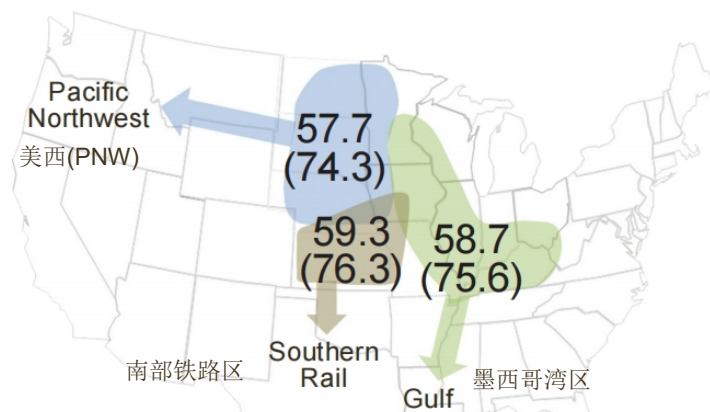 Pacific
Northwest
美西(PNW)
57.7
(74.3)
59.3
(76.3)
58.7
(75.6)
南部铁路区
Southern
Rail
Gulf
墨西哥湾区